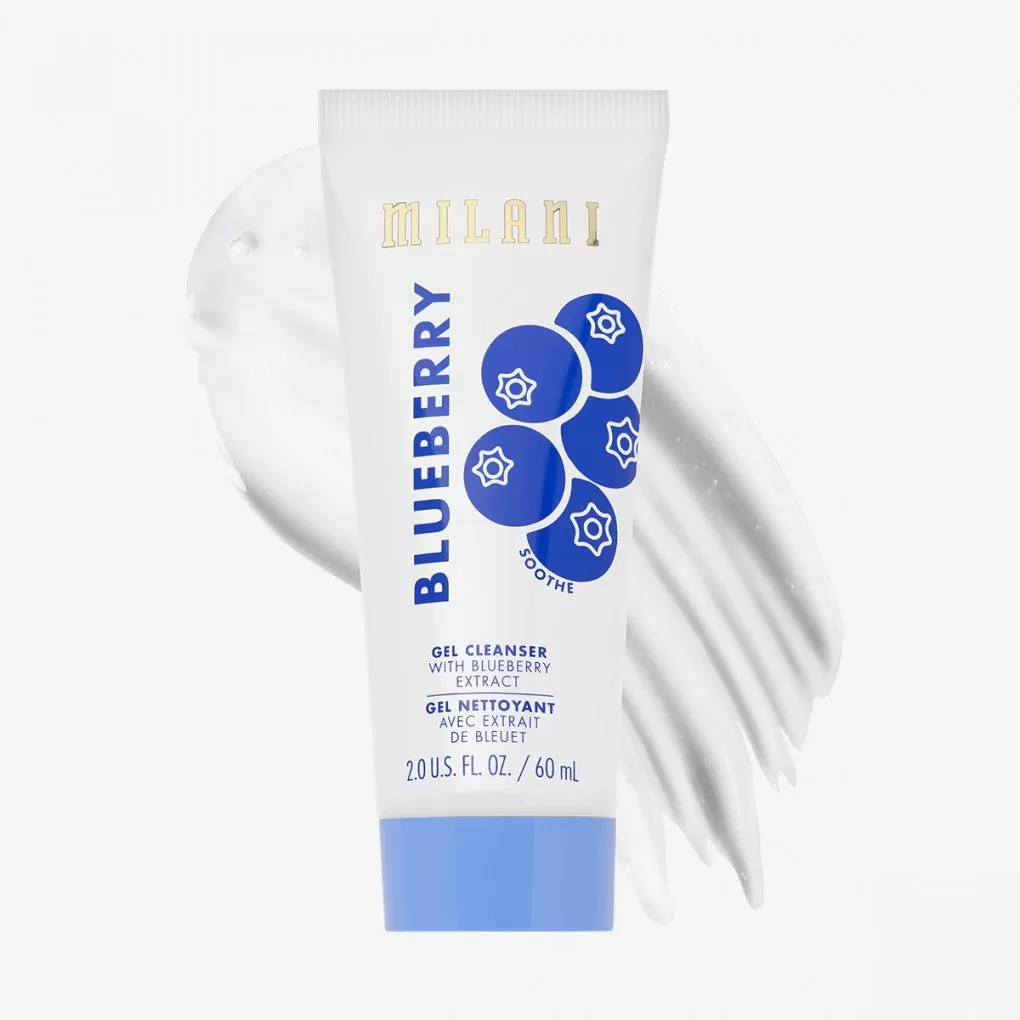 MILANI
BLUEBERRY
SOOTHE
GEL CLEANSER
WITH BLUEBERRY
EXTRACT
GEL NETTOYANT
AVEC EXTRAIT
DE BLEUET
2.0 U.S. FL. OZ. / 60 mL